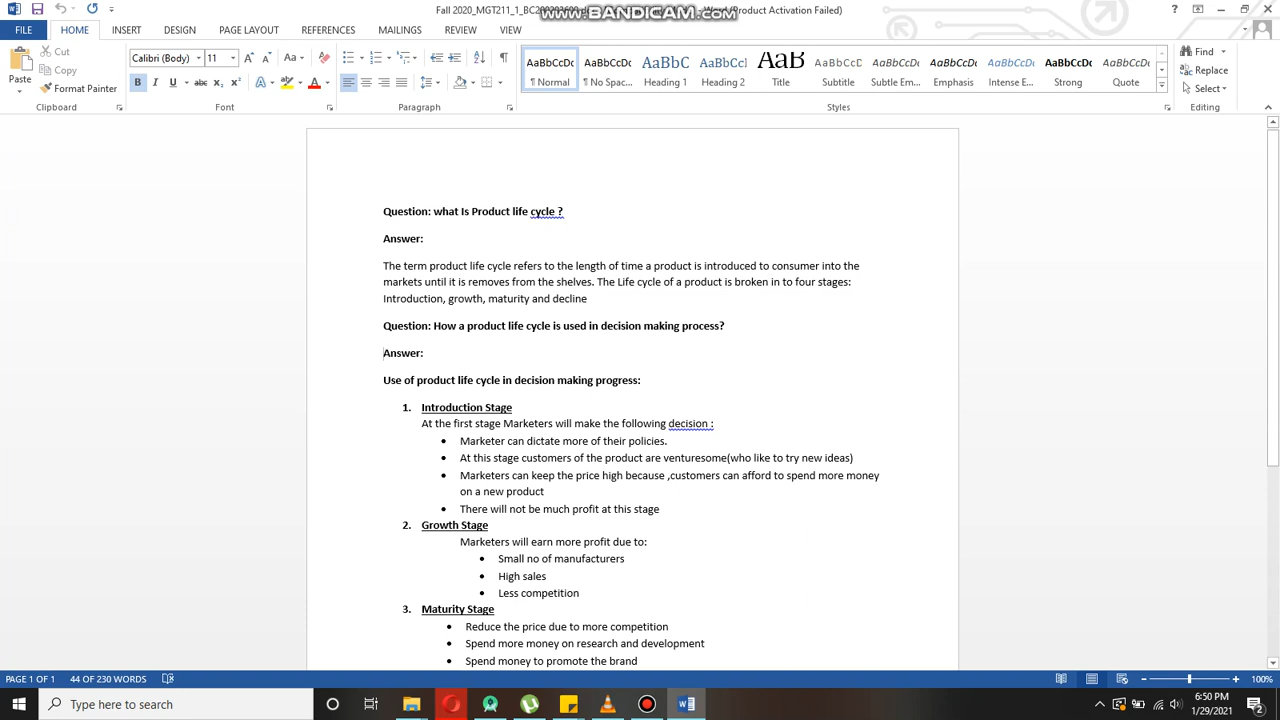 Fall 2020_MGT211_1_BC
Word (Product Activation Failed)
www.BANDICAM.com
FILE HOME INSERT DESIGN PAGE LAYOUT REFERENCES MAILINGS REVIEW VIEW
Paste
Cut
Copy
Format Painter
Clipboard
Calibri (Body) 11
Font
Paragraph
AaBbCcDc AaBbCcDc AaBbC AaBbCcl AaB AaBbCcD AaBbCcDı AaBbCcDı AaBbCcDı AaBbCcDc AaBbCcDı
¶ Normal ¶ No Spac... Heading 1 Heading 2 Title Subtitle Subtle Em... Emphasis Intense E... Strong Quote
Styles
Find
Replace
Select
Editing
Question: what Is Product life cycle ?
Answer:
The term product life cycle refers to the length of time a product is introduced to consumer into the
markets until it is removes from the shelves. The Life cycle of a product is broken in to four stages:
Introduction, growth, maturity and decline
Question: How a product life cycle is used in decision making process?
Answer:
Use of product life cycle in decision making progress:
1. Introduction Stage
At the first stage Marketers will make the following decision :
• Marketer can dictate more of their policies.
• At this stage customers of the product are venturesome(who like to try new ideas)
• Marketers can keep the price high because ,customers can afford to spend more money
on a new product
• There will not be much profit at this stage
2. Growth Stage
Marketers will earn more profit due to:
• Small no of manufacturers
• High sales
• Less competition
3. Maturity Stage
• Reduce the price due to more competition
• Spend more money on research and development
• Spend money to promote the brand
PAGE 1 OF 1 44 OF 230 WORDS
100%
Type here to search
6:50 PM
1/29/2021